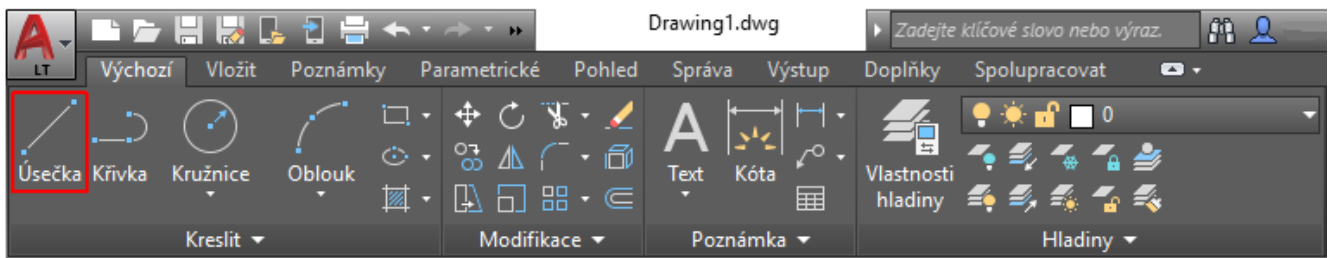 Drawing1.dwg
Zadejte klíčové slovo nebo výraz.
LT
Výchozí Vložit Poznámky Parametrické Pohled Správa Výstup Doplňky Spolupracovat
0
Úsečka Křivka Kružnice Oblouk Text Kóta Vlastnosti hladiny
Kreslit Modifikace Poznámka Hladiny